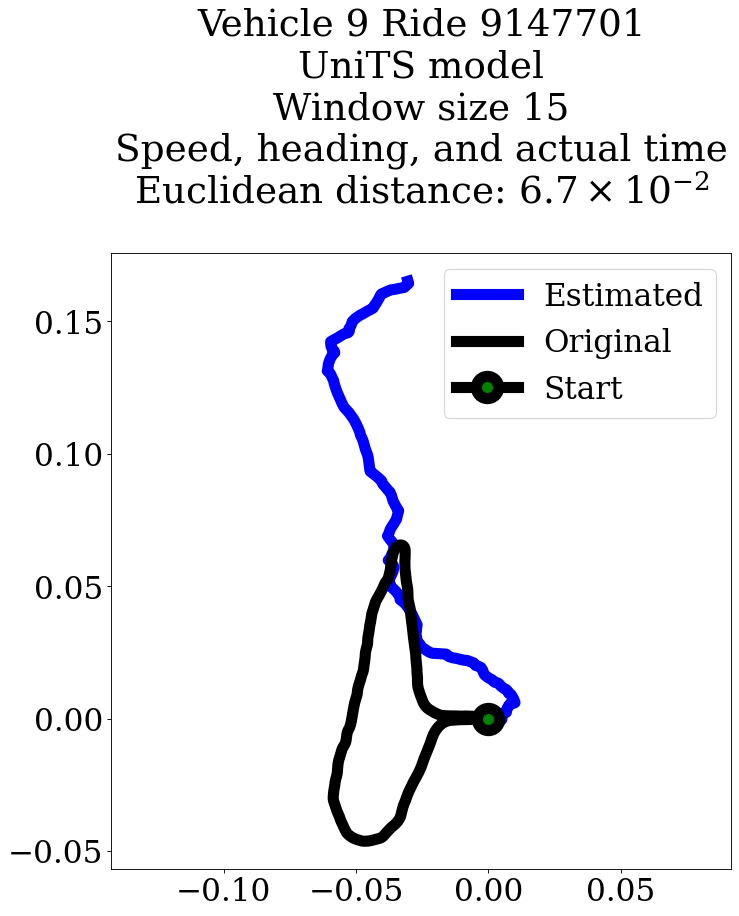 Vehicle 9 Ride 9147701
UniTS model
Window size 15
Speed, heading, and actual time
Euclidean distance: 6.7 × 10⁻²
Estimated
Original
Start
0.15
0.10
0.05
0.00
−0.05
−0.10 −0.05 0.00 0.05